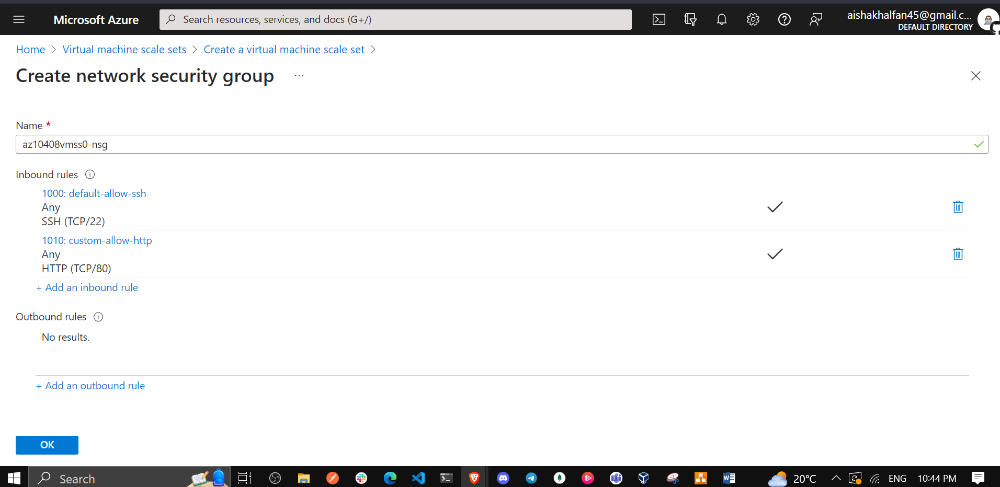 Microsoft Azure
Search resources, services, and docs (G+/)
aishakhalfan45@gmail.c...
DEFAULT DIRECTORY
Home > Virtual machine scale sets > Create a virtual machine scale set >
Create network security group ...
Name *
az10408vmss0-nsg
Inbound rules
1000: default-allow-ssh
Any
SSH (TCP/22)
1010: custom-allow-http
Any
HTTP (TCP/80)
+ Add an inbound rule
Outbound rules
No results.
+ Add an outbound rule
OK
Search
20°C
ENG
10:44 PM